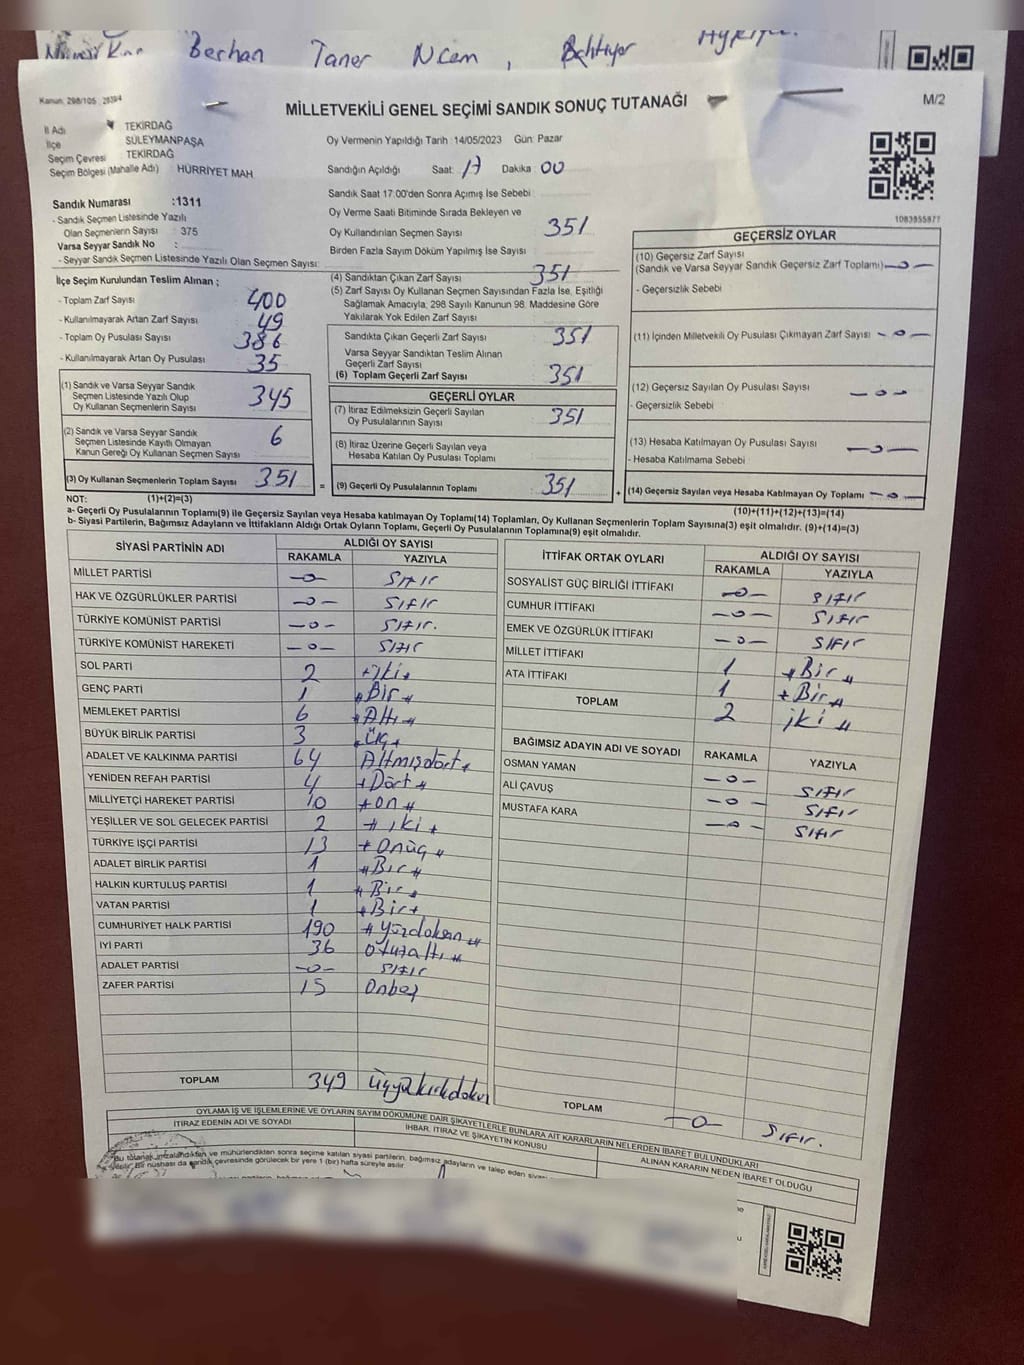 Berhan Taner Ncem, Bahtiyar
Kanun: 298/105
M/2
MİLLETVEKİLİ GENEL SEÇİMİ SANDIK SONUÇ TUTANAĞI
İl Adı TEKİRDAĞ
İlçe SÜLEYMANPAŞA
Seçim Çevresi TEKİRDAĞ
Seçim Bölgesi (Mahalle Adı) HÜRRİYET MAH
Oy Vermenin Yapıldığı Tarih :14/05/2023 Gün: Pazar
Sandığın Açıldığı Saat: 17 Dakika 00
Sandık Saat 17:00'den Sonra Açımış İse Sebebi :
Oy Verme Saati Bitiminde Sırada Bekleyen ve
Oy Kullandırılan Seçmen Sayısı 351
Birden Fazla Sayım Döküm Yapılmış İse Sayısı
1083955877
Sandık Numarası :1311
- Sandık Seçmen Listesinde Yazılı
Olan Seçmenlerin Sayısı : 375
Varsa Seyyar Sandık No :
- Seyyar Sandık Seçmen Listesinde Yazılı Olan Seçmen Sayısı:
İlçe Seçim Kurulundan Teslim Alınan ;
- Toplam Zarf Sayısı 400
- Kullanılmayarak Artan Zarf Sayısı 49
- Toplam Oy Pusulası Sayısı 386
- Kullanılmayarak Artan Oy Pusulası 35
(1) Sandık ve Varsa Seyyar Sandık
Seçmen Listesinde Yazılı Olup
Oy Kullanan Seçmenlerin Sayısı 345
(2) Sandık ve Varsa Seyyar Sandık
Seçmen Listesinde Kayıtlı Olmayan
Kanun Gereği Oy Kullanan Seçmen Sayısı 6
(3) Oy Kullanan Seçmenlerin Toplam Sayısı 351 =
(4) Sandıktan Çıkan Zarf Sayısı 351
(5) Zarf Sayısı Oy Kullanan Seçmen Sayısından Fazla İse, Eşitliği
Sağlamak Amacıyla, 298 Sayılı Kanunun 98. Maddesine Göre
Yakılarak Yok Edilen Zarf Sayısı
Sandıkta Çıkan Geçerli Zarf Sayısı 351
Varsa Seyyar Sandıktan Teslim Alınan
Geçerli Zarf Sayısı
(6) Toplam Geçerli Zarf Sayısı 351
GEÇERLİ OYLAR
(7) İtiraz Edilmeksizin Geçerli Sayılan
Oy Pusulalarının Sayısı 351
(8) İtiraz Üzerine Geçerli Sayılan veya
Hesaba Katılan Oy Pusulası Toplamı
(9) Geçerli Oy Pusulalarının Toplamı 351 +
GEÇERSİZ OYLAR
(10) Geçersiz Zarf Sayısı
(Sandık ve Varsa Seyyar Sandık Geçersiz Zarf Toplamı) -0-
- Geçersizlik Sebebi
(11) İçinden Milletvekili Oy Pusulası Çıkmayan Zarf Sayısı -0-
(12) Geçersiz Sayılan Oy Pusulası Sayısı -0-
- Geçersizlik Sebebi
(13) Hesaba Katılmayan Oy Pusulası Sayısı -0-
- Hesaba Katılmama Sebebi
(14) Geçersiz Sayılan veya Hesaba Katılmayan Oy Toplamı -0-
NOT: (1)+(2)=(3) (10)+(11)+(12)+(13)=(14)
a- Geçerli Oy Pusulalarının Toplamı(9) ile Geçersiz Sayılan veya Hesaba Katılmayan Oy Toplamı(14) Toplamları, Oy Kullanan Seçmenlerin Toplam Sayısına(3) eşit olmalıdır. (9)+(14)=(3)
b- Siyasi Partilerin, Bağımsız Adayların ve İttifakların Aldığı Ortak Oyların Toplamı, Geçerli Oy Pusulalarının Toplamına(9) eşit olmalıdır.
SİYASİ PARTİNİN ADI ALDIĞI OY SAYISI
RAKAMLA YAZIYLA
MİLLET PARTİSİ -0- sıfır
HAK VE ÖZGÜRLÜKLER PARTİSİ -0- sıfır
TÜRKİYE KOMÜNİST PARTİSİ -0- sıfır.
TÜRKİYE KOMÜNİST HAREKETİ -0- sıfır
SOL PARTİ 2 iki
GENÇ PARTİ 1 Bir
MEMLEKET PARTİSİ 6 Altı
BÜYÜK BİRLİK PARTİSİ 3 üç
ADALET VE KALKINMA PARTİSİ 64 Altmışdört
YENİDEN REFAH PARTİSİ 4 Dört
MİLLİYETÇİ HAREKET PARTİSİ 10 on
YEŞİLLER VE SOL GELECEK PARTİSİ 2 iki
TÜRKİYE İŞÇİ PARTİSİ 13 onüç
ADALET BİRLİK PARTİSİ 1 Bir
HALKIN KURTULUŞ PARTİSİ 1 Bir
VATAN PARTİSİ 1 Bir
CUMHURİYET HALK PARTİSİ 190 yüzdoksan
İYİ PARTİ 36 otuzaltı
ADALET PARTİSİ -0- sıfır
ZAFER PARTİSİ 15 onbeş
TOPLAM 349
İTTİFAK ORTAK OYLARI ALDIĞI OY SAYISI
RAKAMLA YAZIYLA
SOSYALİST GÜÇ BİRLİĞİ İTTİFAKI -0- sıfır
CUMHUR İTTİFAKI -0- sıfır
EMEK VE ÖZGÜRLÜK İTTİFAKI -0- sıfır
MİLLET İTTİFAKI 1 Bir
ATA İTTİFAKI 1 Bir
TOPLAM 2 iki
BAĞIMSIZ ADAYIN ADI VE SOYADI RAKAMLA YAZIYLA
OSMAN YAMAN -0- sıfır
ALİ ÇAVUŞ -0- sıfır
MUSTAFA KARA -0- sıfır
TOPLAM -0- sıfır.
OYLAMA İŞ VE İŞLEMLERİNE VE OYLARIN SAYIM DÖKÜMÜNE DAİR ŞİKAYETLERLE BUNLARA AİT KARARLARIN NELERDEN İBARET BULUNDUKLARI
İTİRAZ EDENİN ADI VE SOYADI İHBAR, İTİRAZ VE ŞİKAYETİN KONUSU ALINAN KARARIN NEDEN İBARET OLDUĞU
Bu tutanak imzalandıktan ve mühürlendikten sonra seçime katılan siyasi partilerin, bağımsız adayların ve talep eden
Bir nüshası da sandık çevresinde görülecek bir yere 1 (bir) hafta süreyle asılır.